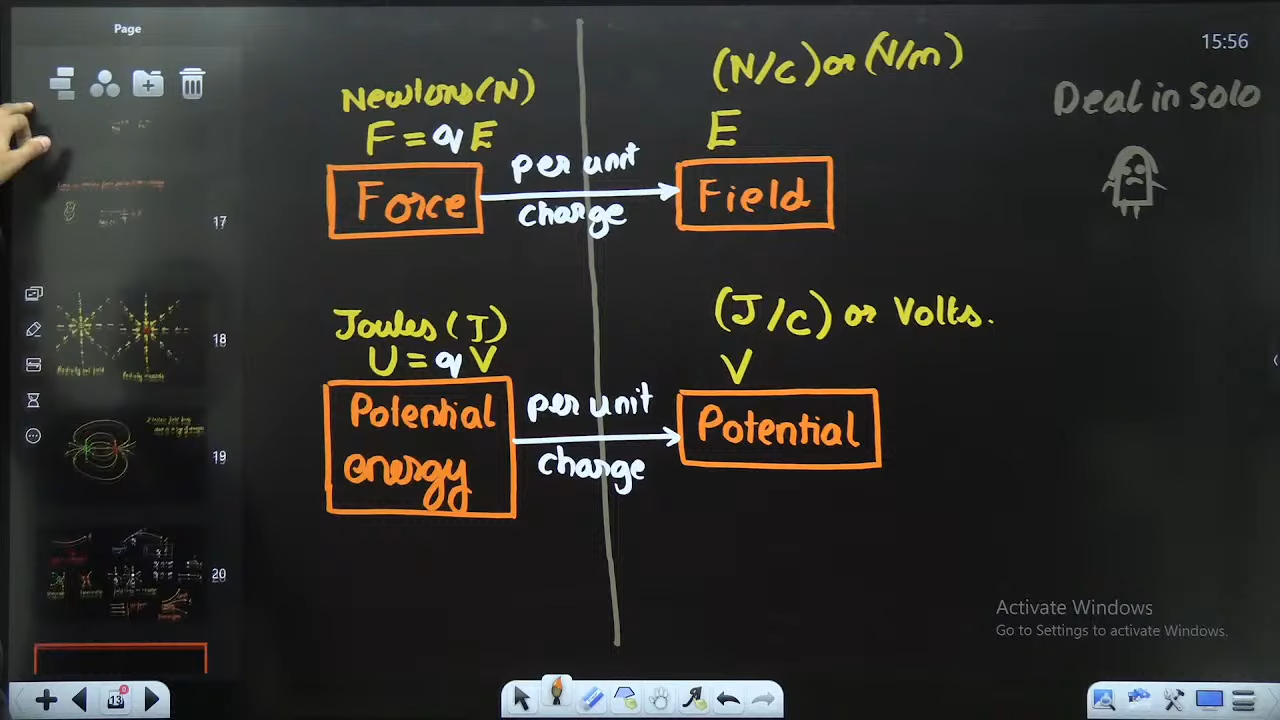 Page
15:56
Deal in Solo
Newtons (N)
F = qE
Force
per unit
charge
(N/C) or (V/m)
E
Field
Joules (J)
U = qV
Potential
energy
per unit
charge
(J/C) or Volts.
V
Potential
17
18
19
20
13
Activate Windows
Go to Settings to activate Windows.